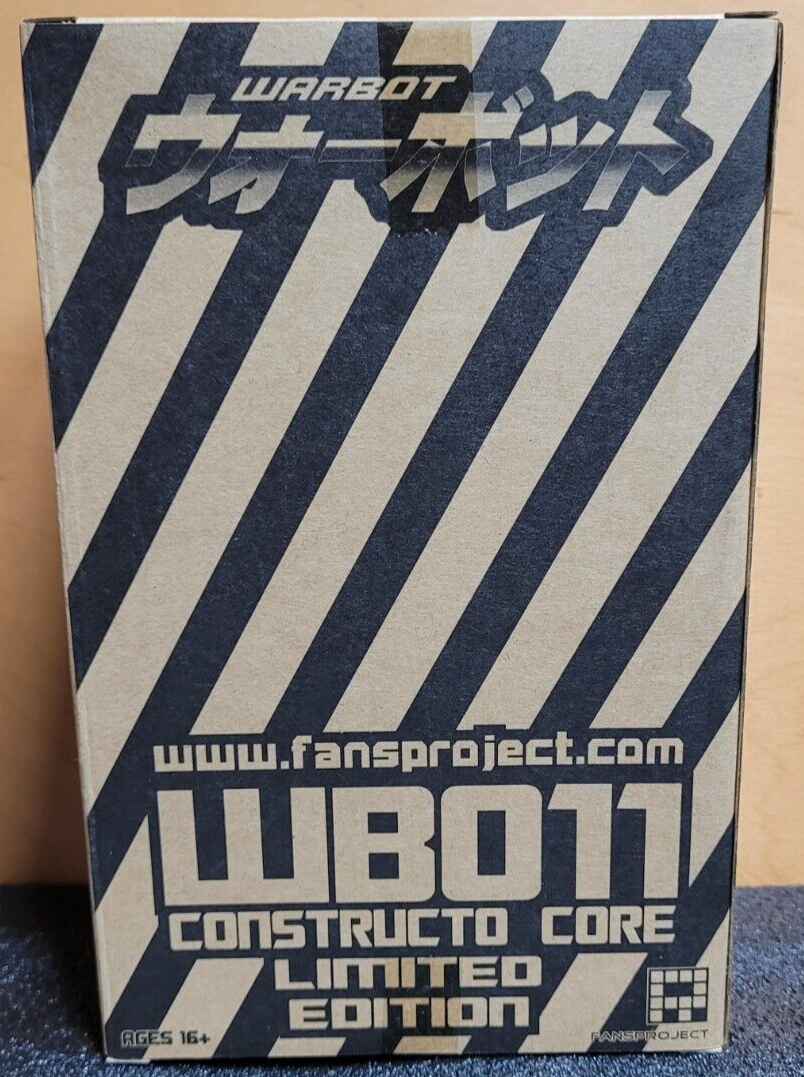 WARBOT
ウォーボット
www.fansproject.com
WB011
CONSTRUCTO CORE
LIMITED
EDITION
AGES 16+
FANSPROJECT